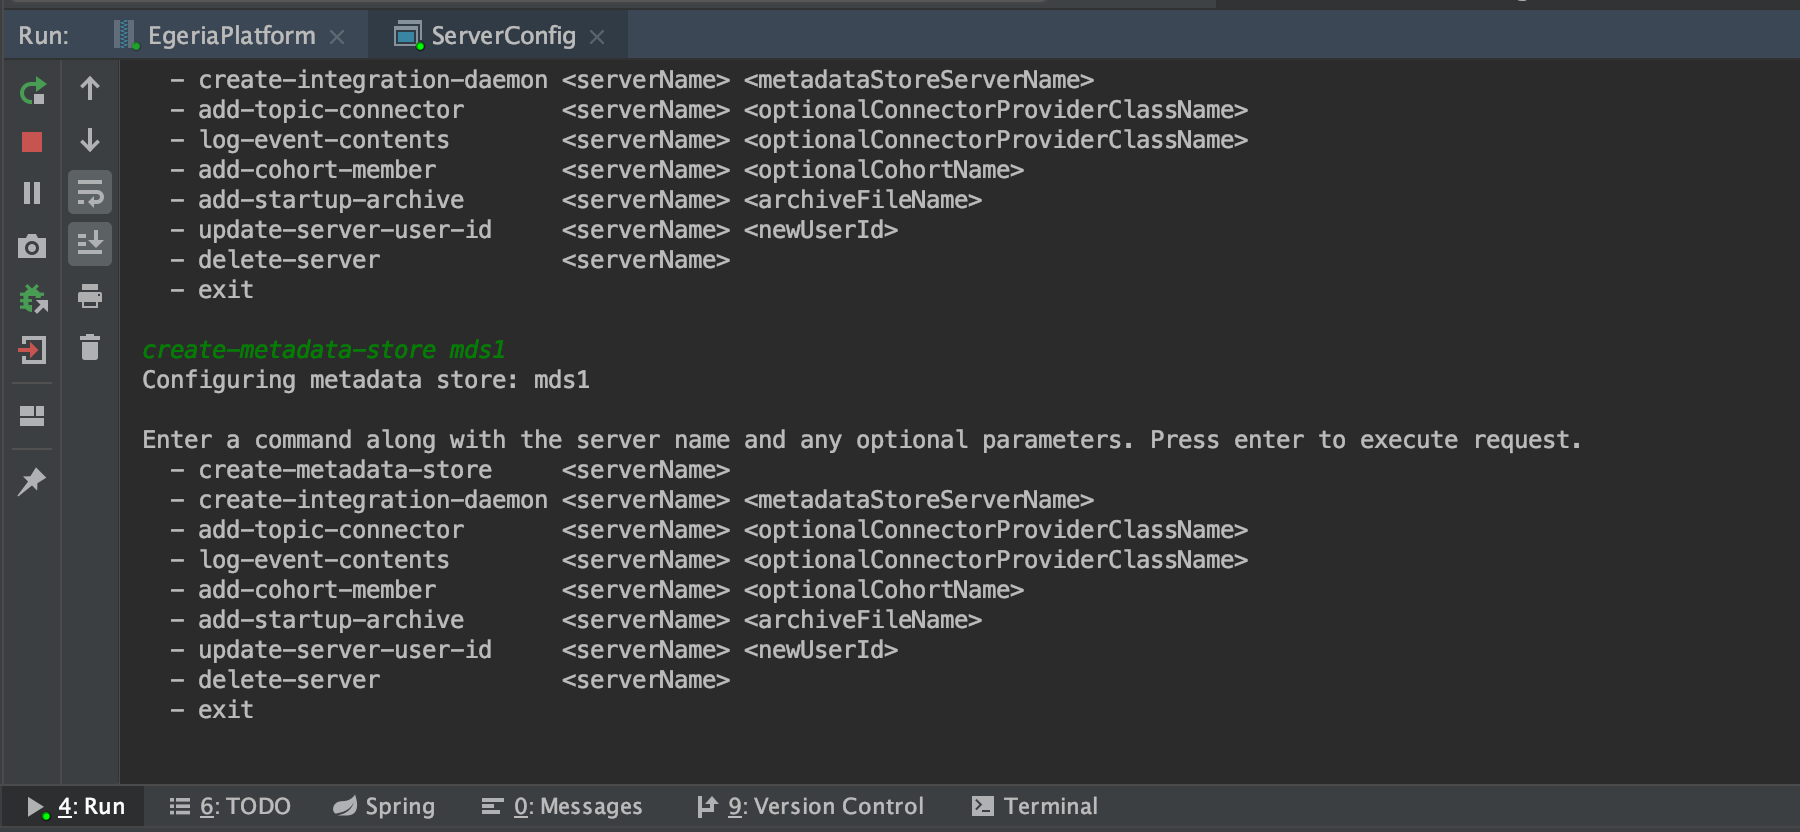 Run: EgeriaPlatform ServerConfig
- create-integration-daemon <serverName> <metadataStoreServerName>
- add-topic-connector <serverName> <optionalConnectorProviderClassName>
- log-event-contents <serverName> <optionalConnectorProviderClassName>
- add-cohort-member <serverName> <optionalCohortName>
- add-startup-archive <serverName> <archiveFileName>
- update-server-user-id <serverName> <newUserId>
- delete-server <serverName>
- exit
create-metadata-store mds1
Configuring metadata store: mds1
Enter a command along with the server name and any optional parameters. Press enter to execute request.
- create-metadata-store <serverName>
- create-integration-daemon <serverName> <metadataStoreServerName>
- add-topic-connector <serverName> <optionalConnectorProviderClassName>
- log-event-contents <serverName> <optionalConnectorProviderClassName>
- add-cohort-member <serverName> <optionalCohortName>
- add-startup-archive <serverName> <archiveFileName>
- update-server-user-id <serverName> <newUserId>
- delete-server <serverName>
- exit
4: Run 6: TODO Spring 0: Messages 9: Version Control Terminal